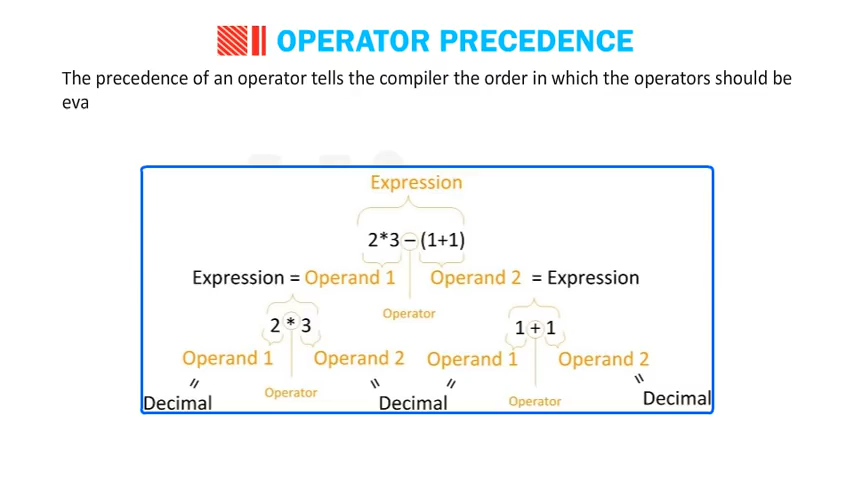 OPERATOR PRECEDENCE
The precedence of an operator tells the compiler the order in which the operators should be
eva
Expression
2*3 – (1+1)
Expression = Operand 1 Operand 2 = Expression
Operator
2 * 3 1 + 1
Operand 1 Operand 2 Operand 1 Operand 2
= = = =
Operator Operator
Decimal Decimal Decimal